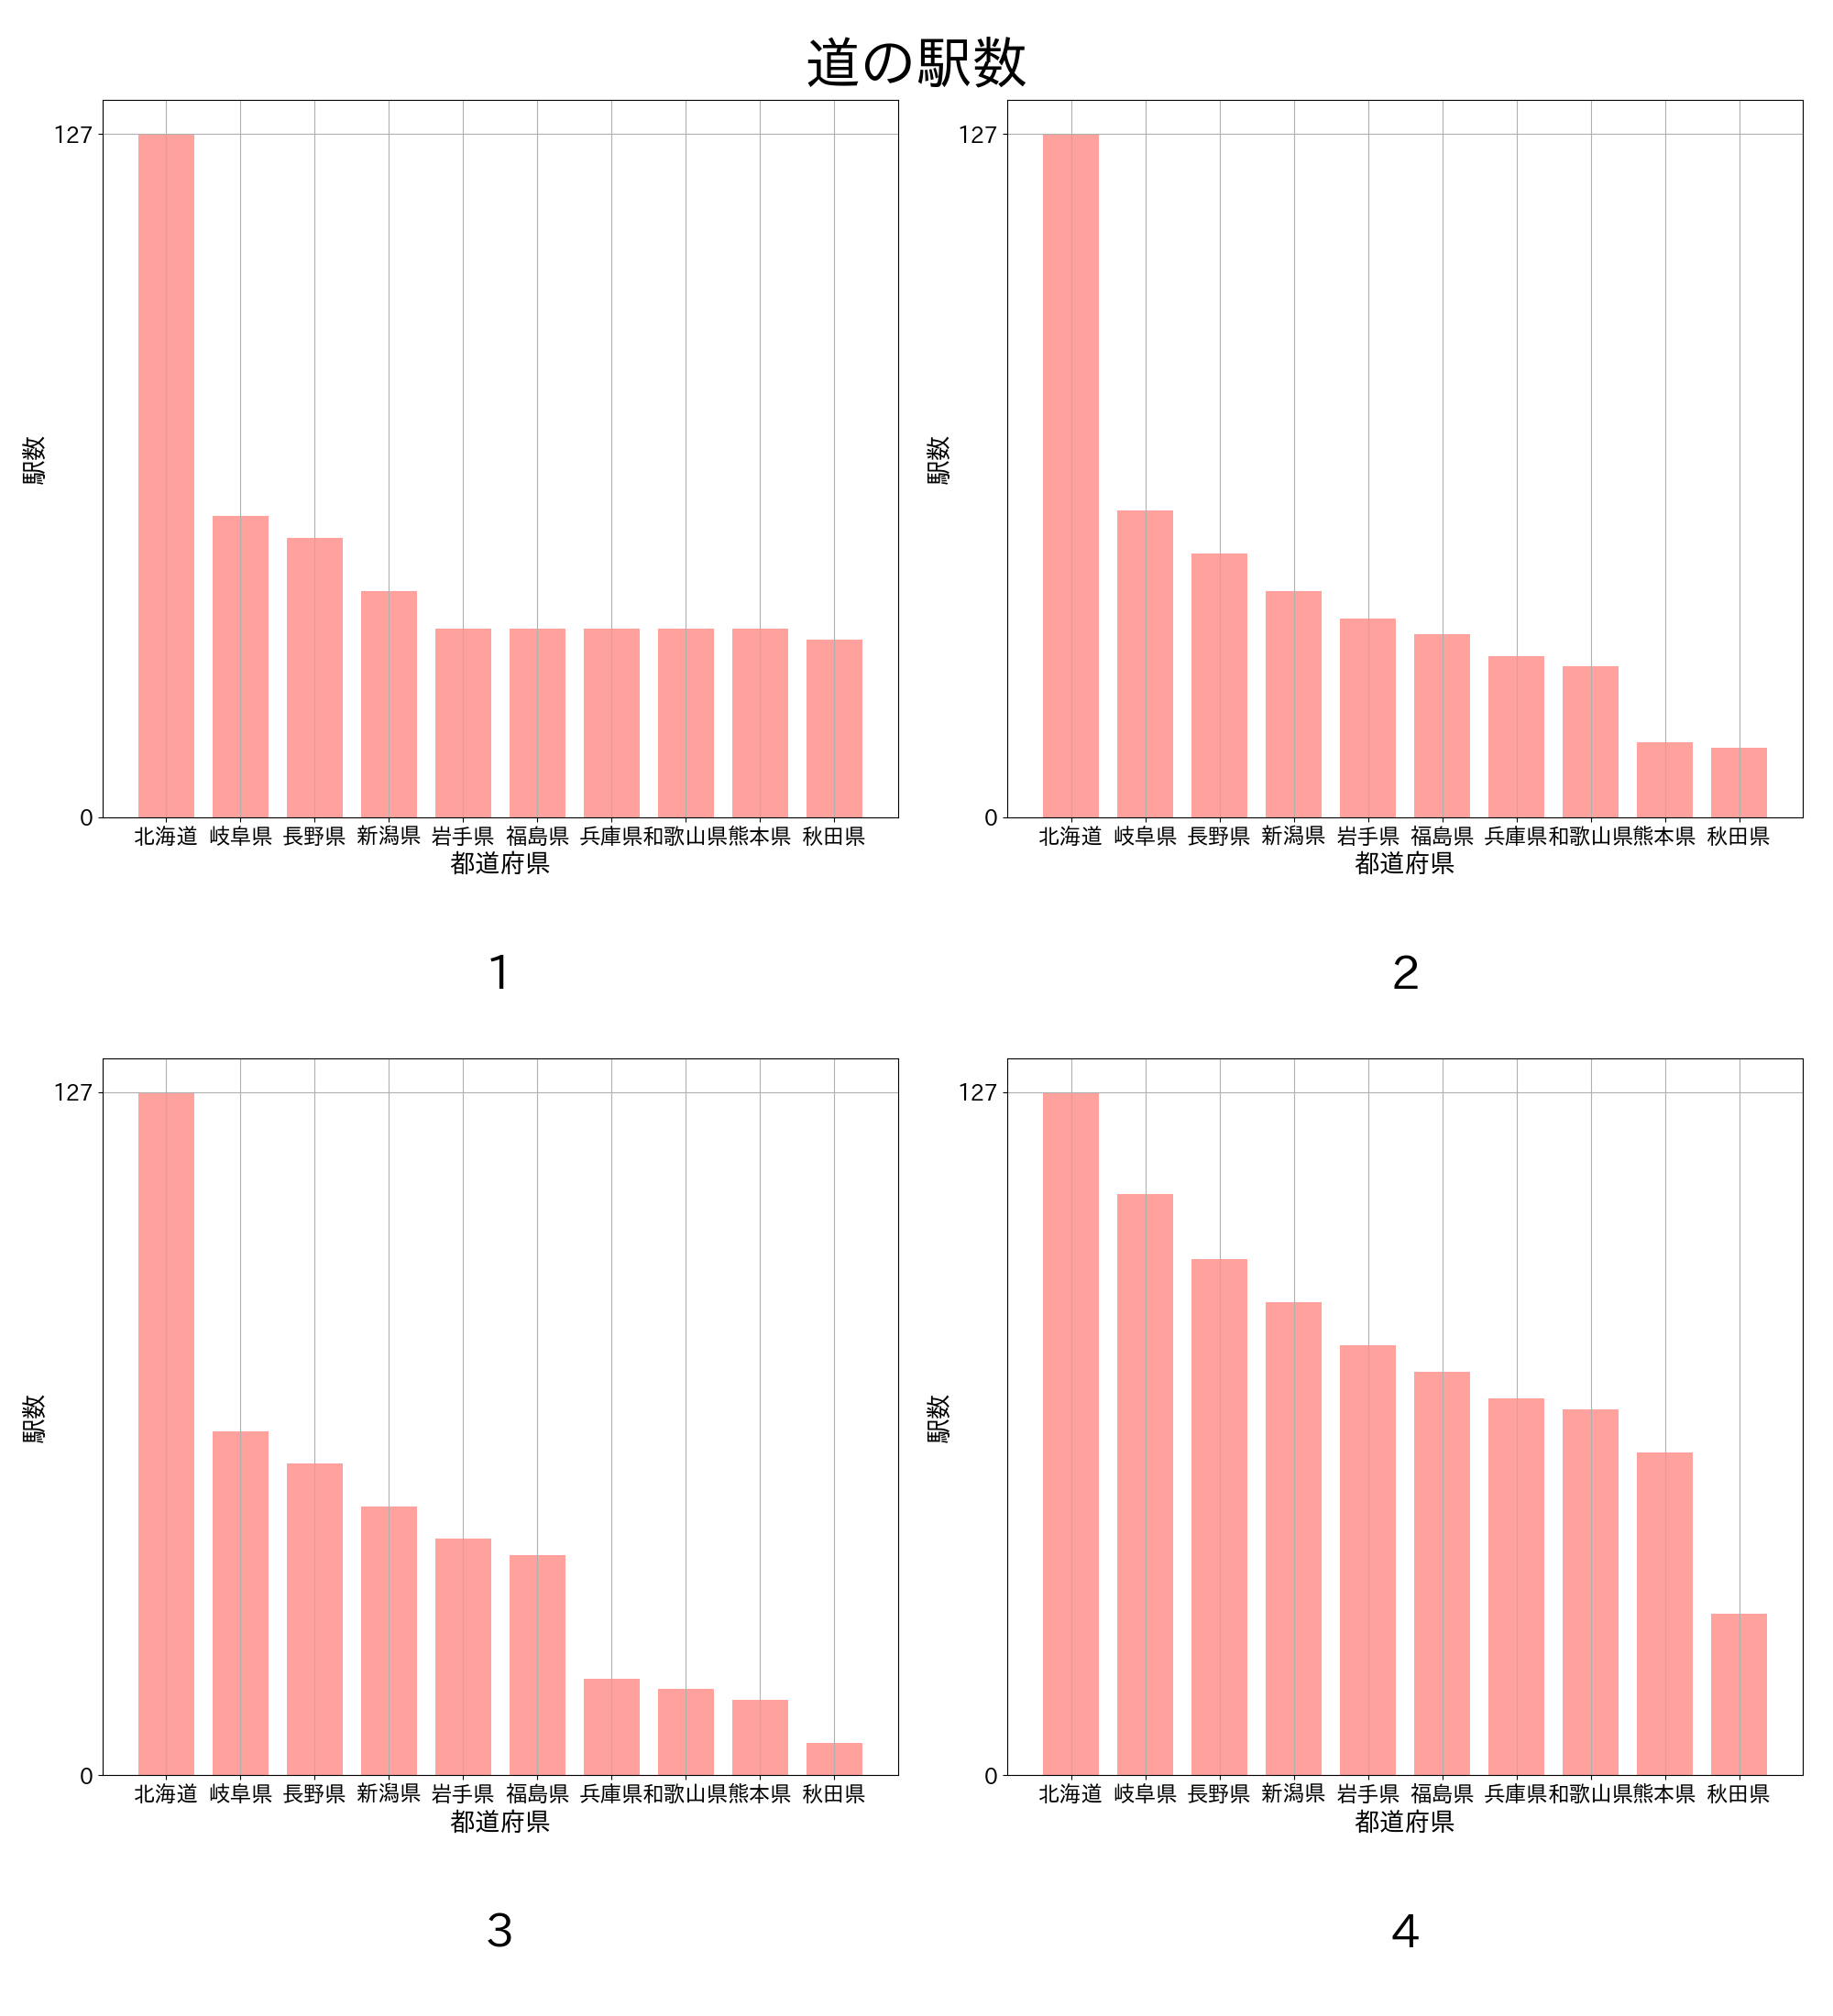 道の駅数
127
0
駅数
北海道 岐阜県 長野県 新潟県 岩手県 福島県 兵庫県 和歌山県 熊本県 秋田県
都道府県
1
127
0
駅数
北海道 岐阜県 長野県 新潟県 岩手県 福島県 兵庫県 和歌山県 熊本県 秋田県
都道府県
2
127
0
駅数
北海道 岐阜県 長野県 新潟県 岩手県 福島県 兵庫県 和歌山県 熊本県 秋田県
都道府県
3
127
0
駅数
北海道 岐阜県 長野県 新潟県 岩手県 福島県 兵庫県 和歌山県 熊本県 秋田県
都道府県
4